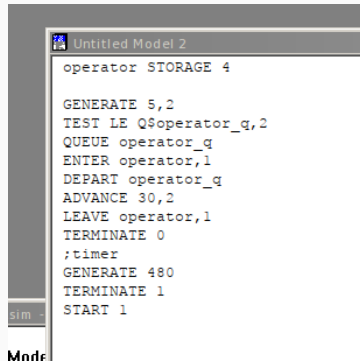 Untitled Model 2
operator STORAGE 4
GENERATE 5,2
TEST LE Q$operator_q,2
QUEUE operator_q
ENTER operator,1
DEPART operator_q
ADVANCE 30,2
LEAVE operator,1
TERMINATE 0
;timer
GENERATE 480
TERMINATE 1
START 1
sim -
Mode